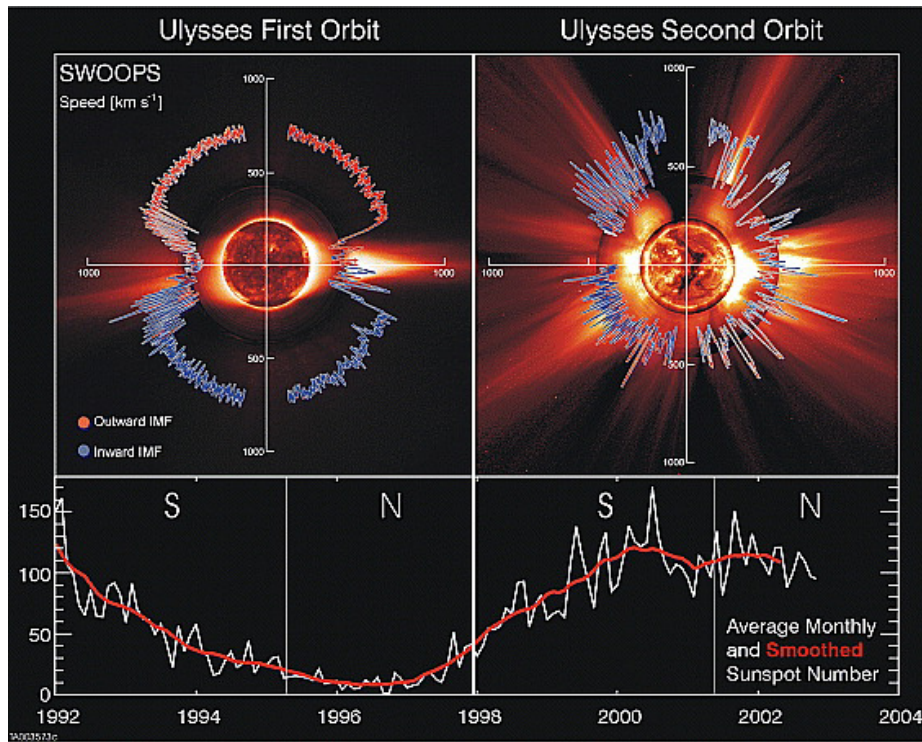 Ulysses First Orbit
Ulysses Second Orbit
SWOOPS
Speed [km s⁻¹]
1000
500
1000
1000
500
1000
Outward IMF
Inward IMF
1000
500
1000
1000
500
1000
S
N
S
N
150
100
50
0
Average Monthly
and Smoothed
Sunspot Number
1992
1994
1996
1998
2000
2002
2004